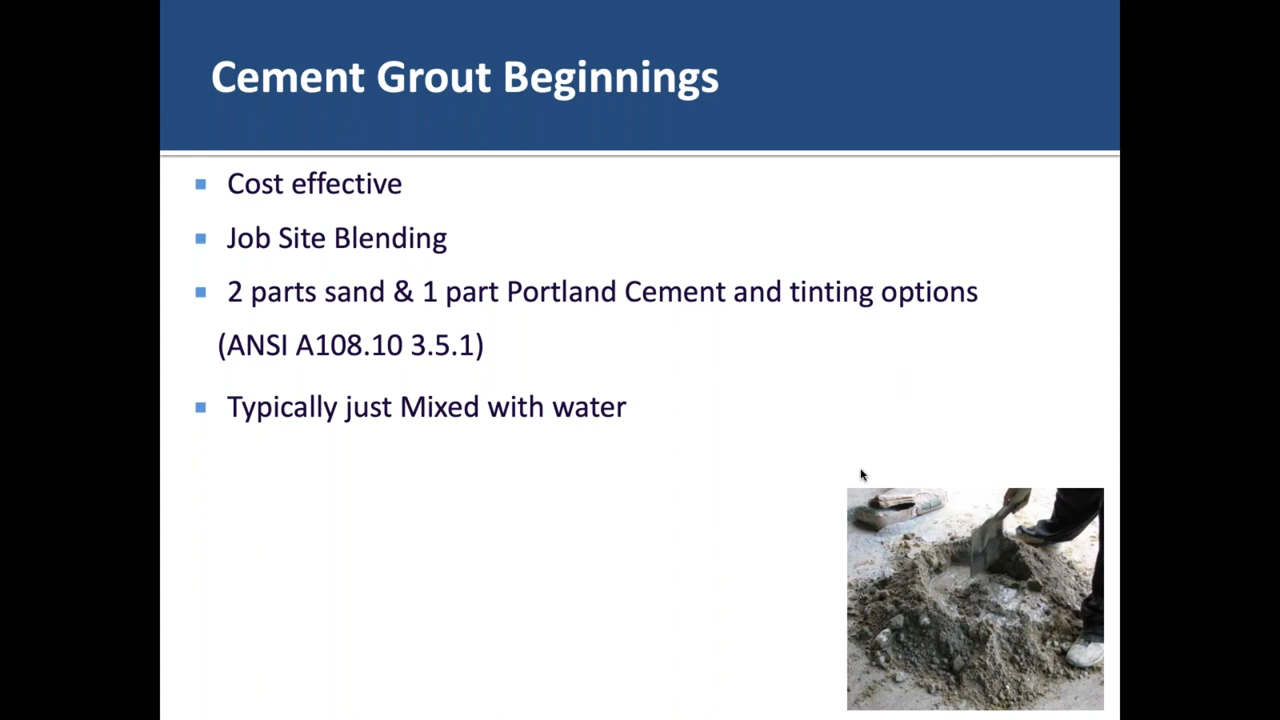 Cement Grout Beginnings
Cost effective
Job Site Blending
2 parts sand & 1 part Portland Cement and tinting options
(ANSI A108.10 3.5.1)
Typically just Mixed with water